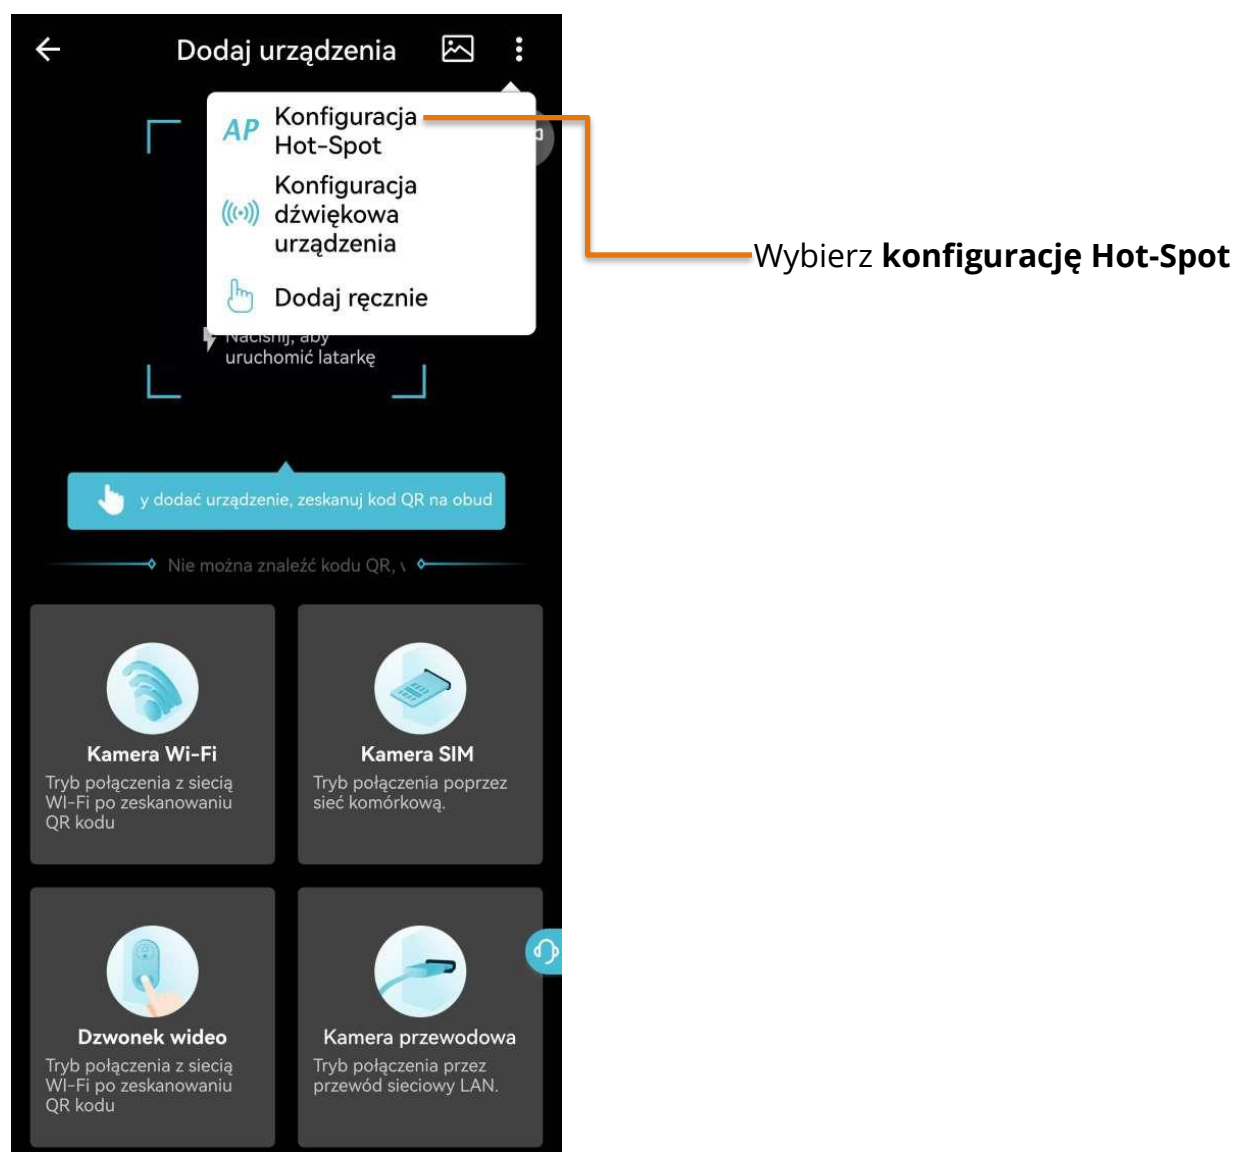 Dodaj urządzenia
AP
Konfiguracja
Hot-Spot
Konfiguracja
dźwiękowa
urządzenia
Dodaj ręcznie
Naciśnij, aby
uruchomić latarkę
Wybierz konfigurację Hot-Spot
y dodać urządzenie, zeskanuj kod QR na obud
Nie można znaleźć kodu QR,
Kamera Wi-Fi
Tryb połączenia z siecią
WI-Fi po zeskanowaniu
QR kodu
Kamera SIM
Tryb połączenia poprzez
sieć komórkową.
Dzwonek wideo
Tryb połączenia z siecią
WI-Fi po zeskanowaniu
QR kodu
Kamera przewodowa
Tryb połączenia przez
przewód sieciowy LAN.